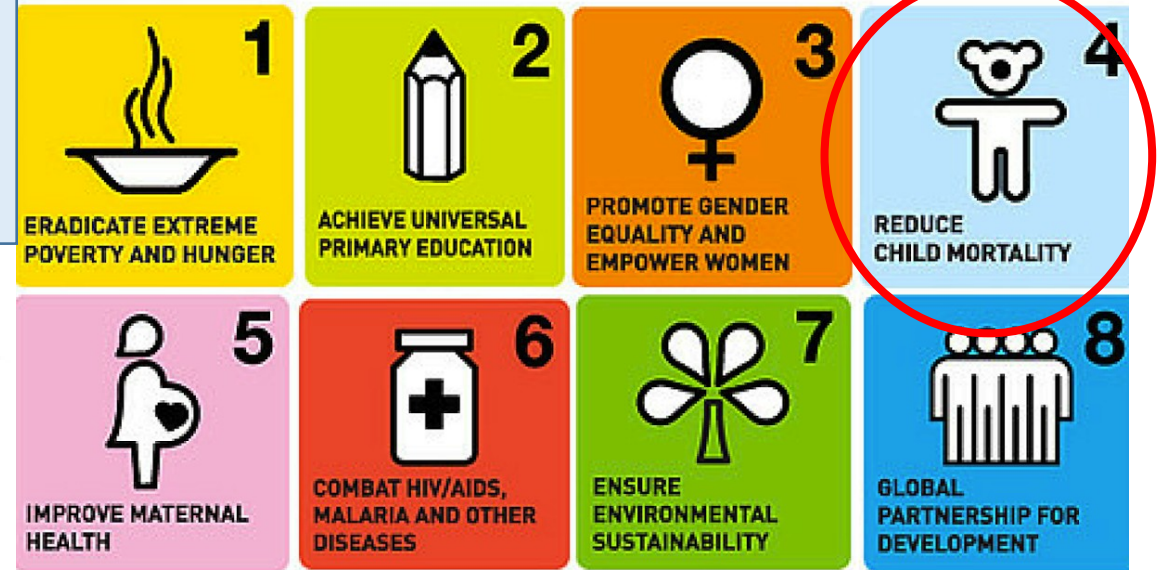 1
ERADICATE EXTREME
POVERTY AND HUNGER
2
ACHIEVE UNIVERSAL
PRIMARY EDUCATION
3
PROMOTE GENDER
EQUALITY AND
EMPOWER WOMEN
4
REDUCE
CHILD MORTALITY
5
IMPROVE MATERNAL
HEALTH
6
COMBAT HIV/AIDS,
MALARIA AND OTHER
DISEASES
7
ENSURE
ENVIRONMENTAL
SUSTAINABILITY
8
GLOBAL
PARTNERSHIP FOR
DEVELOPMENT